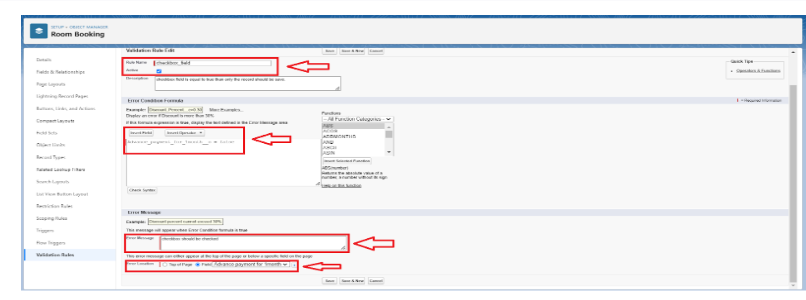 SETUP > OBJECT MANAGER
Room Booking
Details
Fields & Relationships
Page Layouts
Lightning Record Pages
Buttons, Links, and Actions
Compact Layouts
Field Sets
Object Limits
Record Types
Related Lookup Filters
Search Layouts
List View Button Layout
Restriction Rules
Scoping Rules
Triggers
Flow Triggers
Validation Rules
Validation Rule Edit
Save Save & New Cancel
Rule Name checkbox_field
Active
Description checkbox field is equal to true than only the record should be save.
Quick Tips
Operators & Functions
Error Condition Formula
= Required Information
Example: More Examples...
Display an error if Discount is more than 30%
If this formula expression is true, display the text defined in the Error Message area
Insert Field Insert Operator
Functions
-- All Function Categories --
ABS
ACOS
ADDMONTHS
AND
ASCII
ASIN
Insert Selected Function
ABS(number)
Returns the absolute value of a
number, a number without its sign
Help on this function
Check Syntax
Error Message
Example: Discount percent cannot exceed 30%
This message will appear when Error Condition formula is true
Error Message checkbox should be checked
This error message can either appear at the top of the page or below a specific field on the page
Error Location Top of Page Field Advance payment for 1month
Save Save & New Cancel